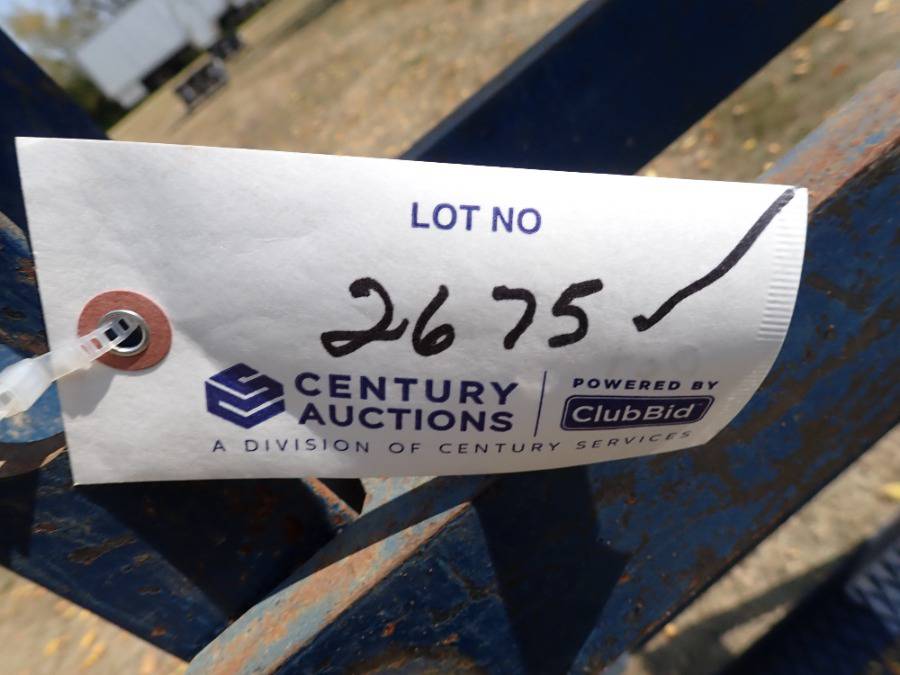 LOT NO
2675 ✓
CENTURY
AUCTIONS
POWERED BY
ClubBid
A DIVISION OF CENTURY SERVICES